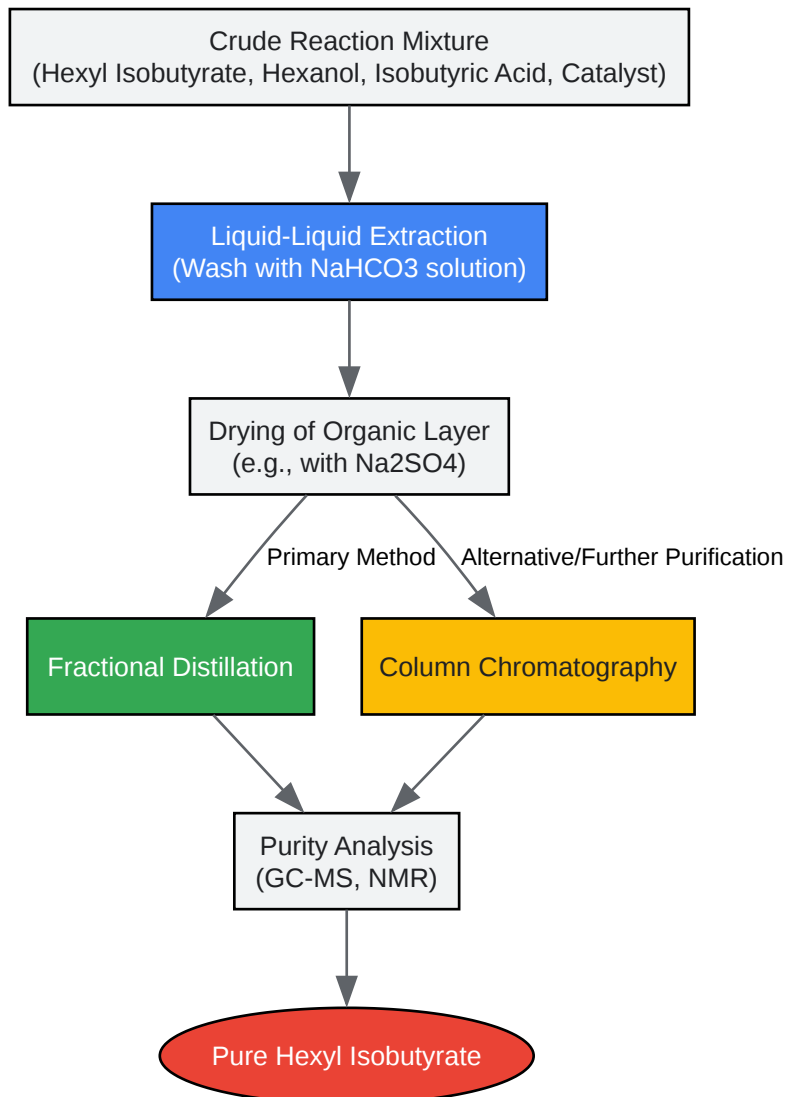 Crude Reaction Mixture
(Hexyl Isobutyrate, Hexanol, Isobutyric Acid, Catalyst)
Liquid-Liquid Extraction
(Wash with NaHCO3 solution)
Drying of Organic Layer
(e.g., with Na2SO4)
Primary Method
Alternative/Further Purification
Fractional Distillation
Column Chromatography
Purity Analysis
(GC-MS, NMR)
Pure Hexyl Isobutyrate